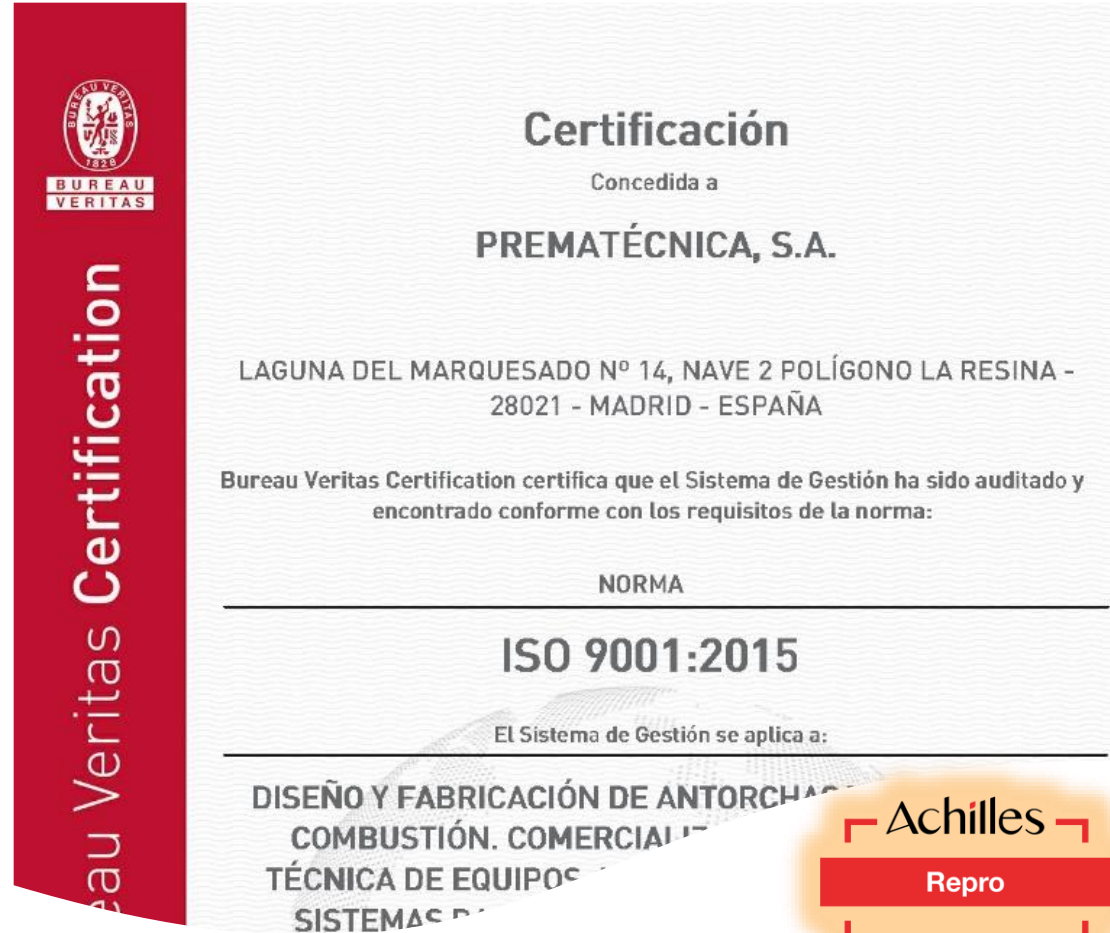 BUREAU VERITAS
1828
BUREAU
VERITAS
Veritas Certification
Certificación
Concedida a
PREMATÉCNICA, S.A.
LAGUNA DEL MARQUESADO Nº 14, NAVE 2 POLÍGONO LA RESINA -
28021 - MADRID - ESPAÑA
Bureau Veritas Certification certifica que el Sistema de Gestión ha sido auditado y
encontrado conforme con los requisitos de la norma:
NORMA
ISO 9001:2015
El Sistema de Gestión se aplica a:
DISEÑO Y FABRICACIÓN DE
COMBUSTIÓN.
TÉCNICA DE EQUIPOS
Achilles
Repro